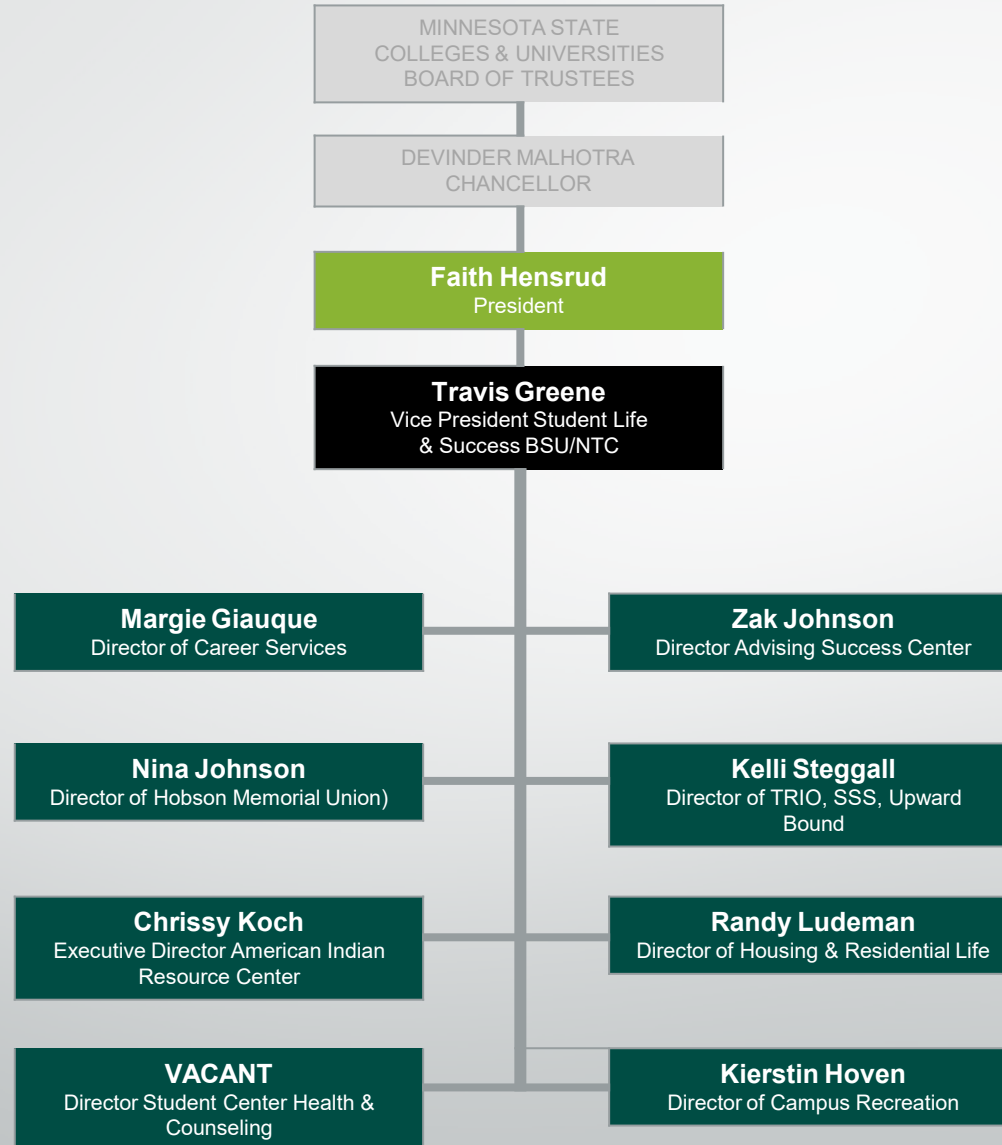 MINNESOTA STATE
COLLEGES & UNIVERSITIES
BOARD OF TRUSTEES
DEVINDER MALHOTRA
CHANCELLOR
Faith Hensrud
President
Travis Greene
Vice President Student Life
& Success BSU/NTC
Margie Giauque
Director of Career Services
Zak Johnson
Director Advising Success Center
Nina Johnson
Director of Hobson Memorial Union)
Kelli Steggall
Director of TRIO, SSS, Upward
Bound
Chrissy Koch
Executive Director American Indian
Resource Center
Randy Ludeman
Director of Housing & Residential Life
VACANT
Director Student Center Health &
Counseling
Kierstin Hoven
Director of Campus Recreation